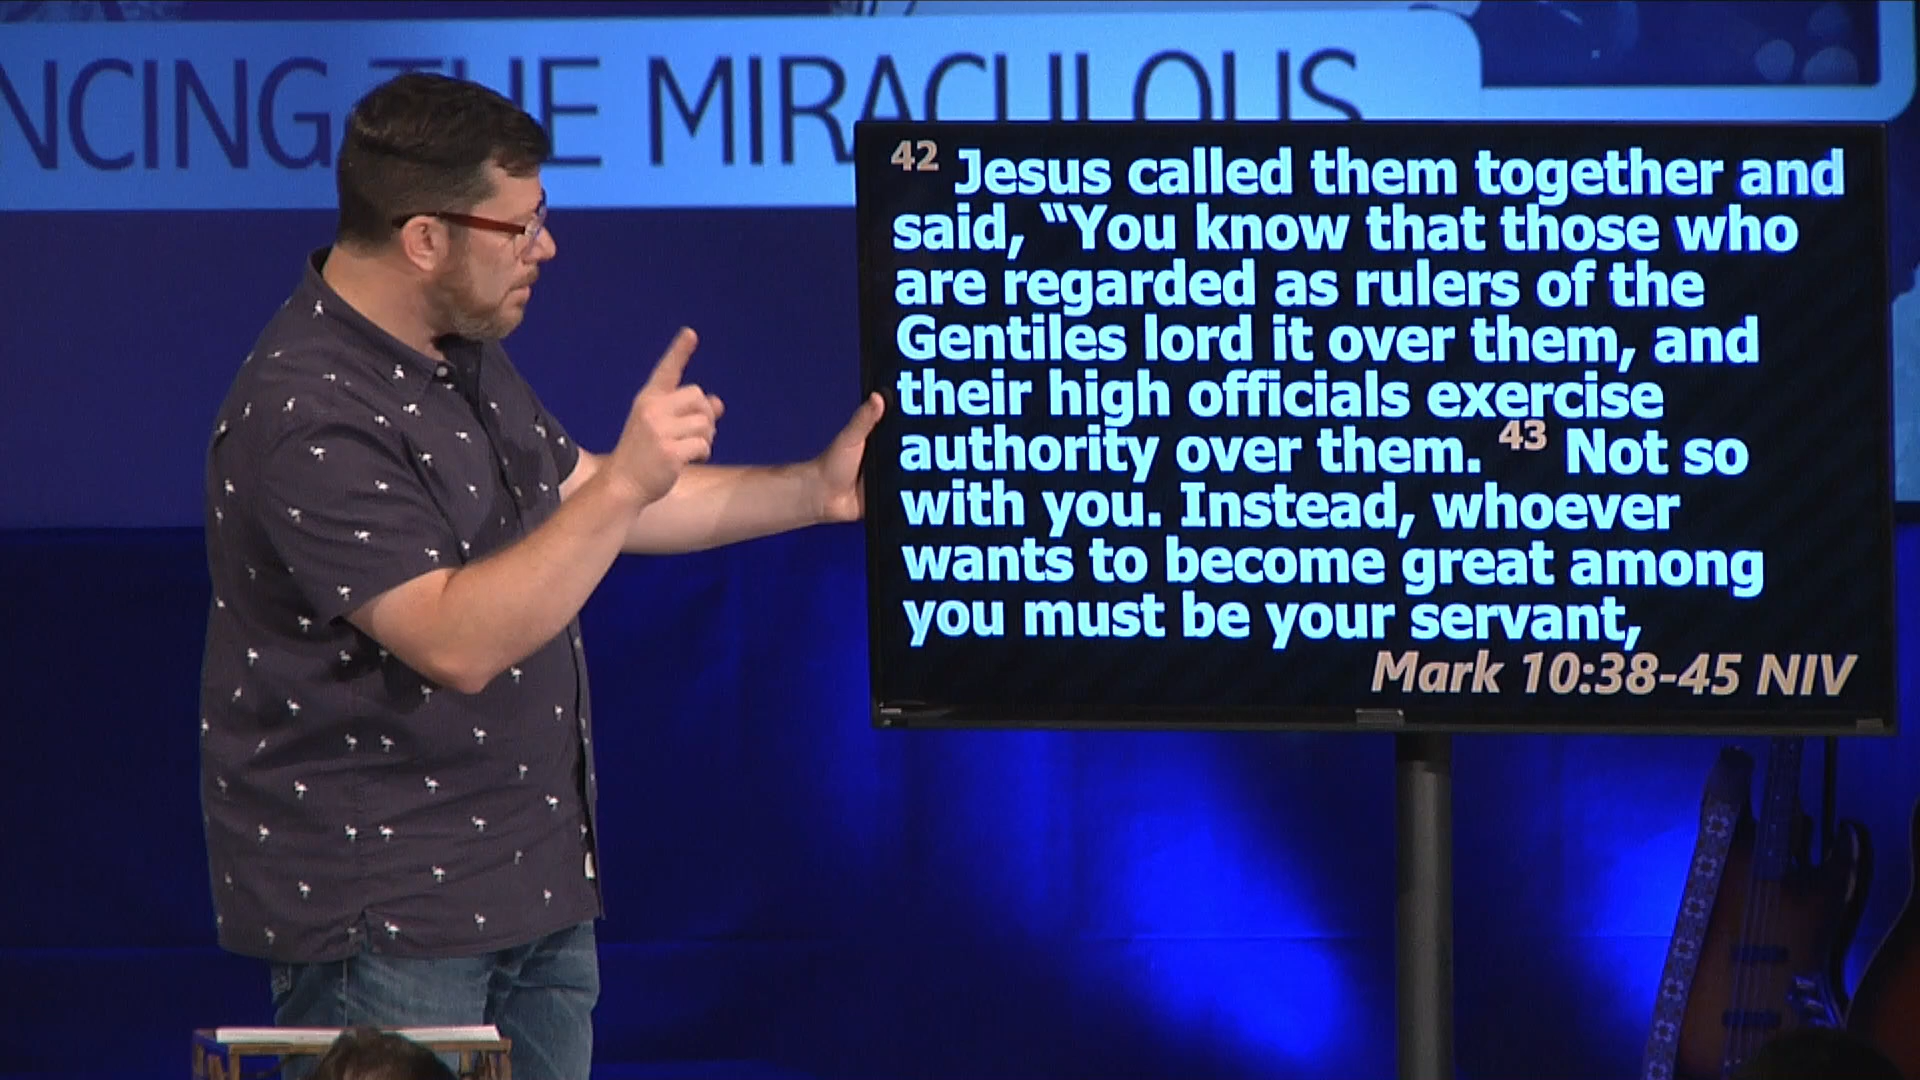 NCING THE MIRACULOUS
42 Jesus called them together and
said, “You know that those who
are regarded as rulers of the
Gentiles lord it over them, and
their high officials exercise
authority over them. 43 Not so
with you. Instead, whoever
wants to become great among
you must be your servant,
Mark 10:38-45 NIV